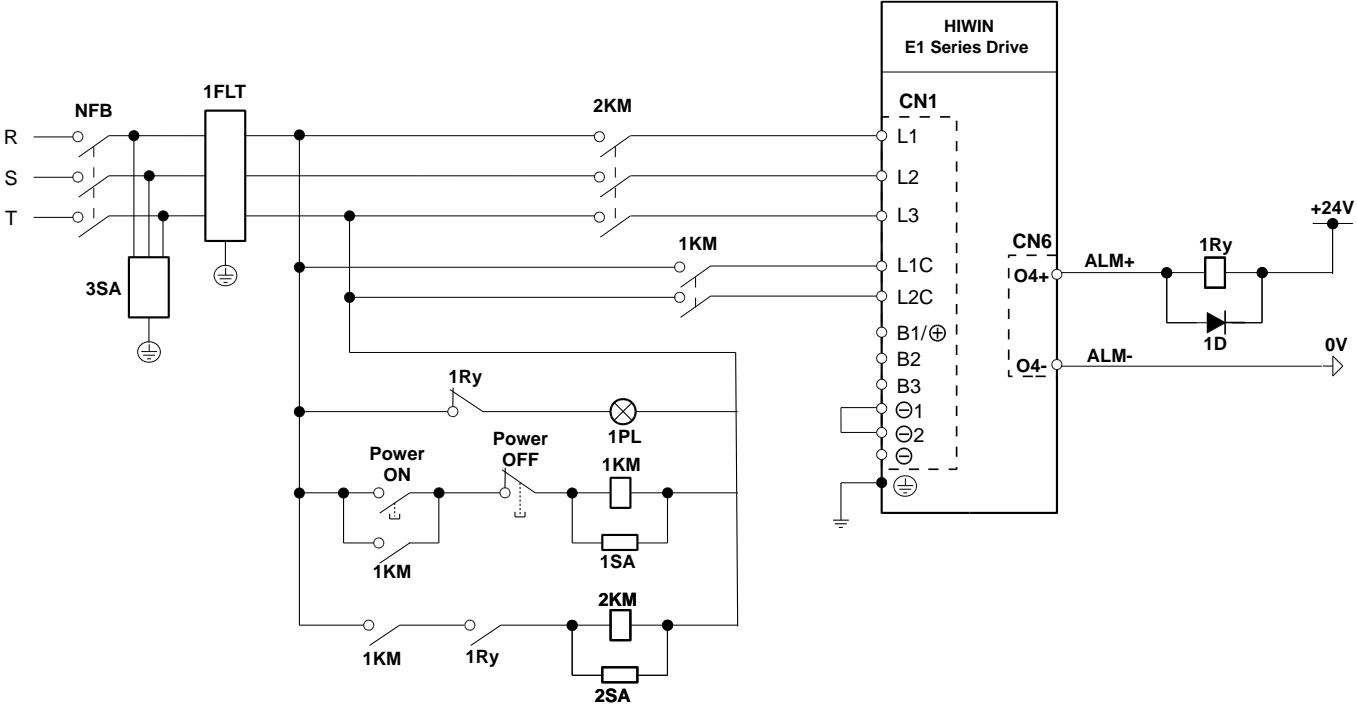 HIWIN
E1 Series Drive
1FLT
NFB
2KM
CN1
R
L1
S
L2
T
L3
+24V
1KM
CN6
1Ry
L1C
O4+
ALM+
3SA
L2C
B1/⊕
1D
0V
B2
O4-
ALM-
1Ry
B3
⊖1
1PL
⊖2
Power
ON
Power
OFF
1KM
⊖
1SA
1KM
2KM
1KM
1Ry
2SA